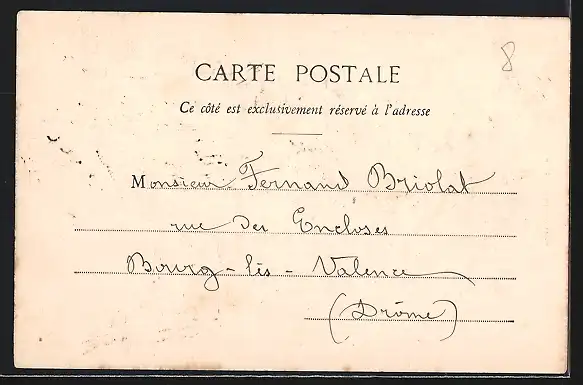 8
CARTE POSTALE
Ce côté est exclusivement réservé à l'adresse
Monsieur Fernand Briolat
rue Des Encloses
Bourg-lès-Valence
(Drôme)